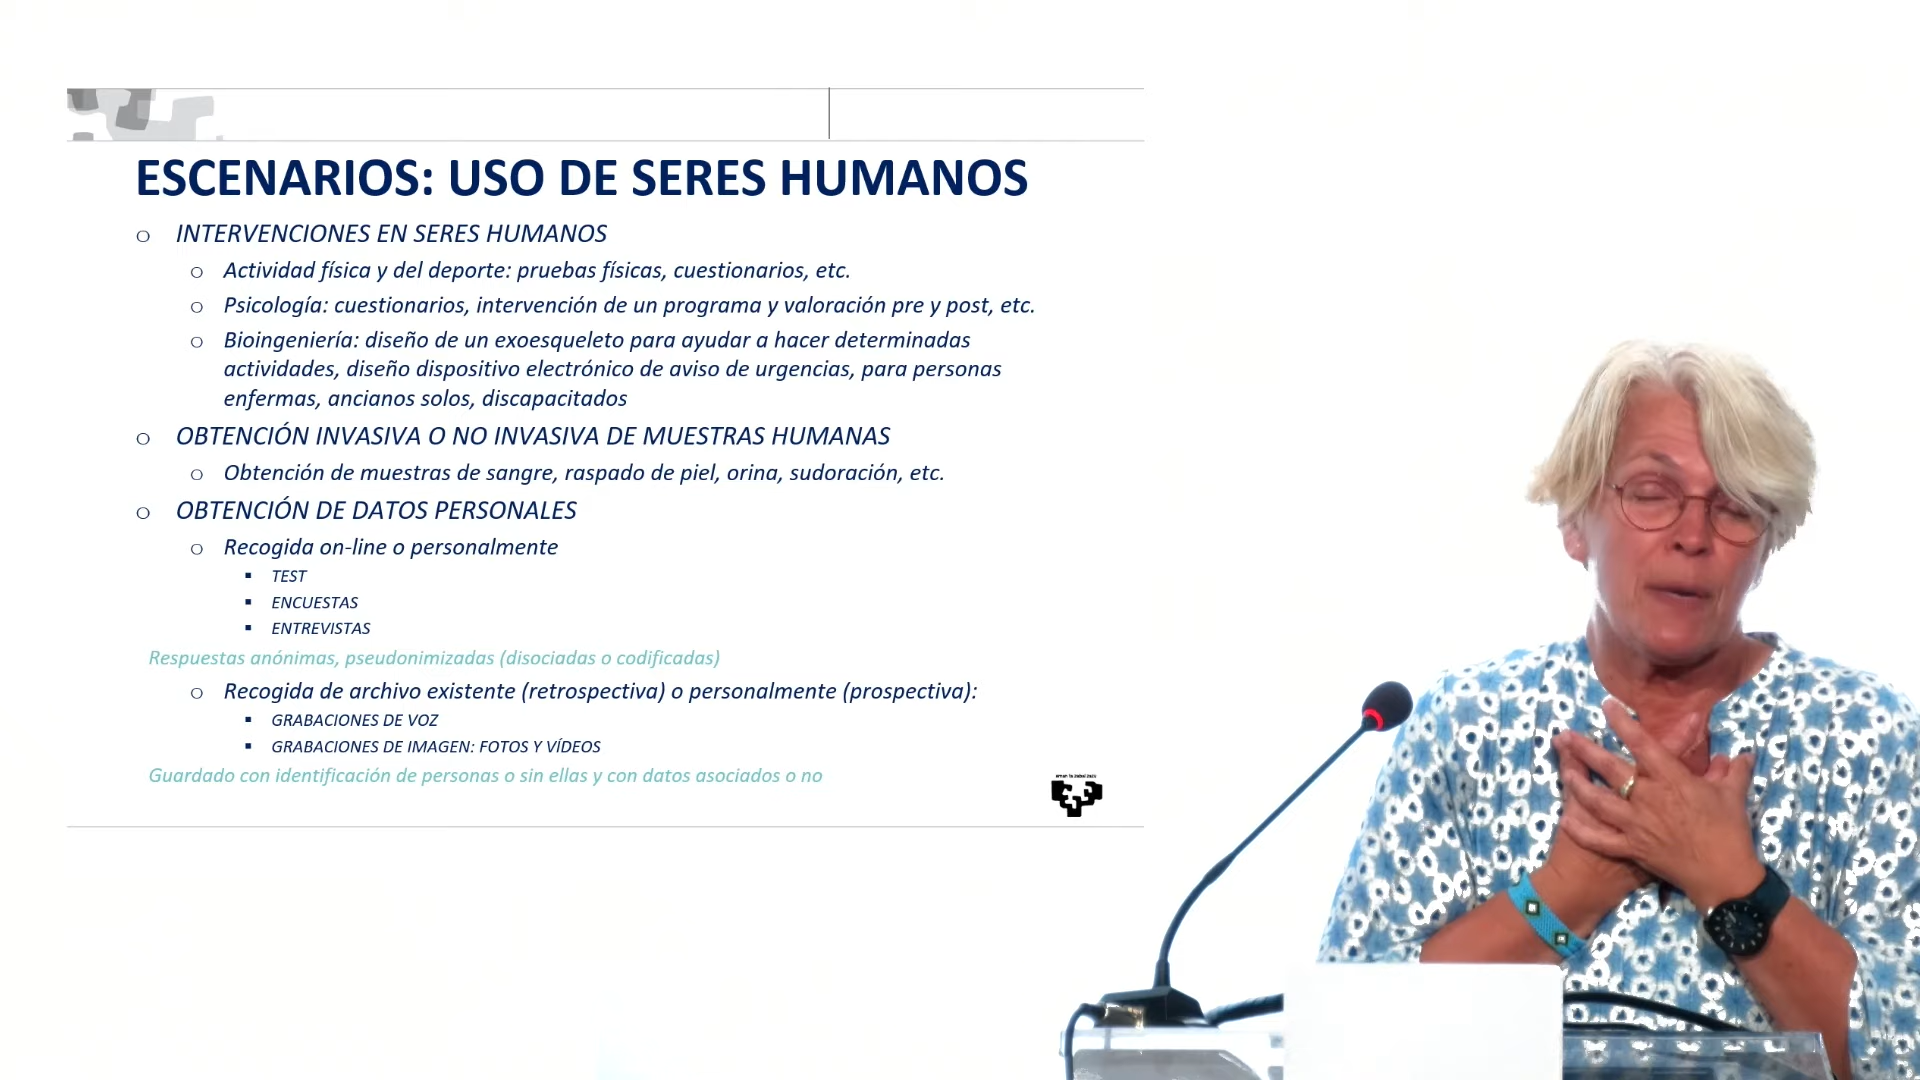 ESCENARIOS: USO DE SERES HUMANOS
INTERVENCIONES EN SERES HUMANOS
Actividad física y del deporte: pruebas físicas, cuestionarios, etc.
Psicología: cuestionarios, intervención de un programa y valoración pre y post, etc.
Bioingeniería: diseño de un exoesqueleto para ayudar a hacer determinadas
actividades, diseño dispositivo electrónico de aviso de urgencias, para personas
enfermas, ancianos solos, discapacitados
OBTENCIÓN INVASIVA O NO INVASIVA DE MUESTRAS HUMANAS
Obtención de muestras de sangre, raspado de piel, orina, sudoración, etc.
OBTENCIÓN DE DATOS PERSONALES
Recogida on-line o personalmente
TEST
ENCUESTAS
ENTREVISTAS
Respuestas anónimas, pseudonimizadas (disociadas o codificadas)
Recogida de archivo existente (retrospectiva) o personalmente (prospectiva):
GRABACIONES DE VOZ
GRABACIONES DE IMAGEN: FOTOS Y VÍDEOS
Guardado con identificación de personas o sin ellas y con datos asociados o no